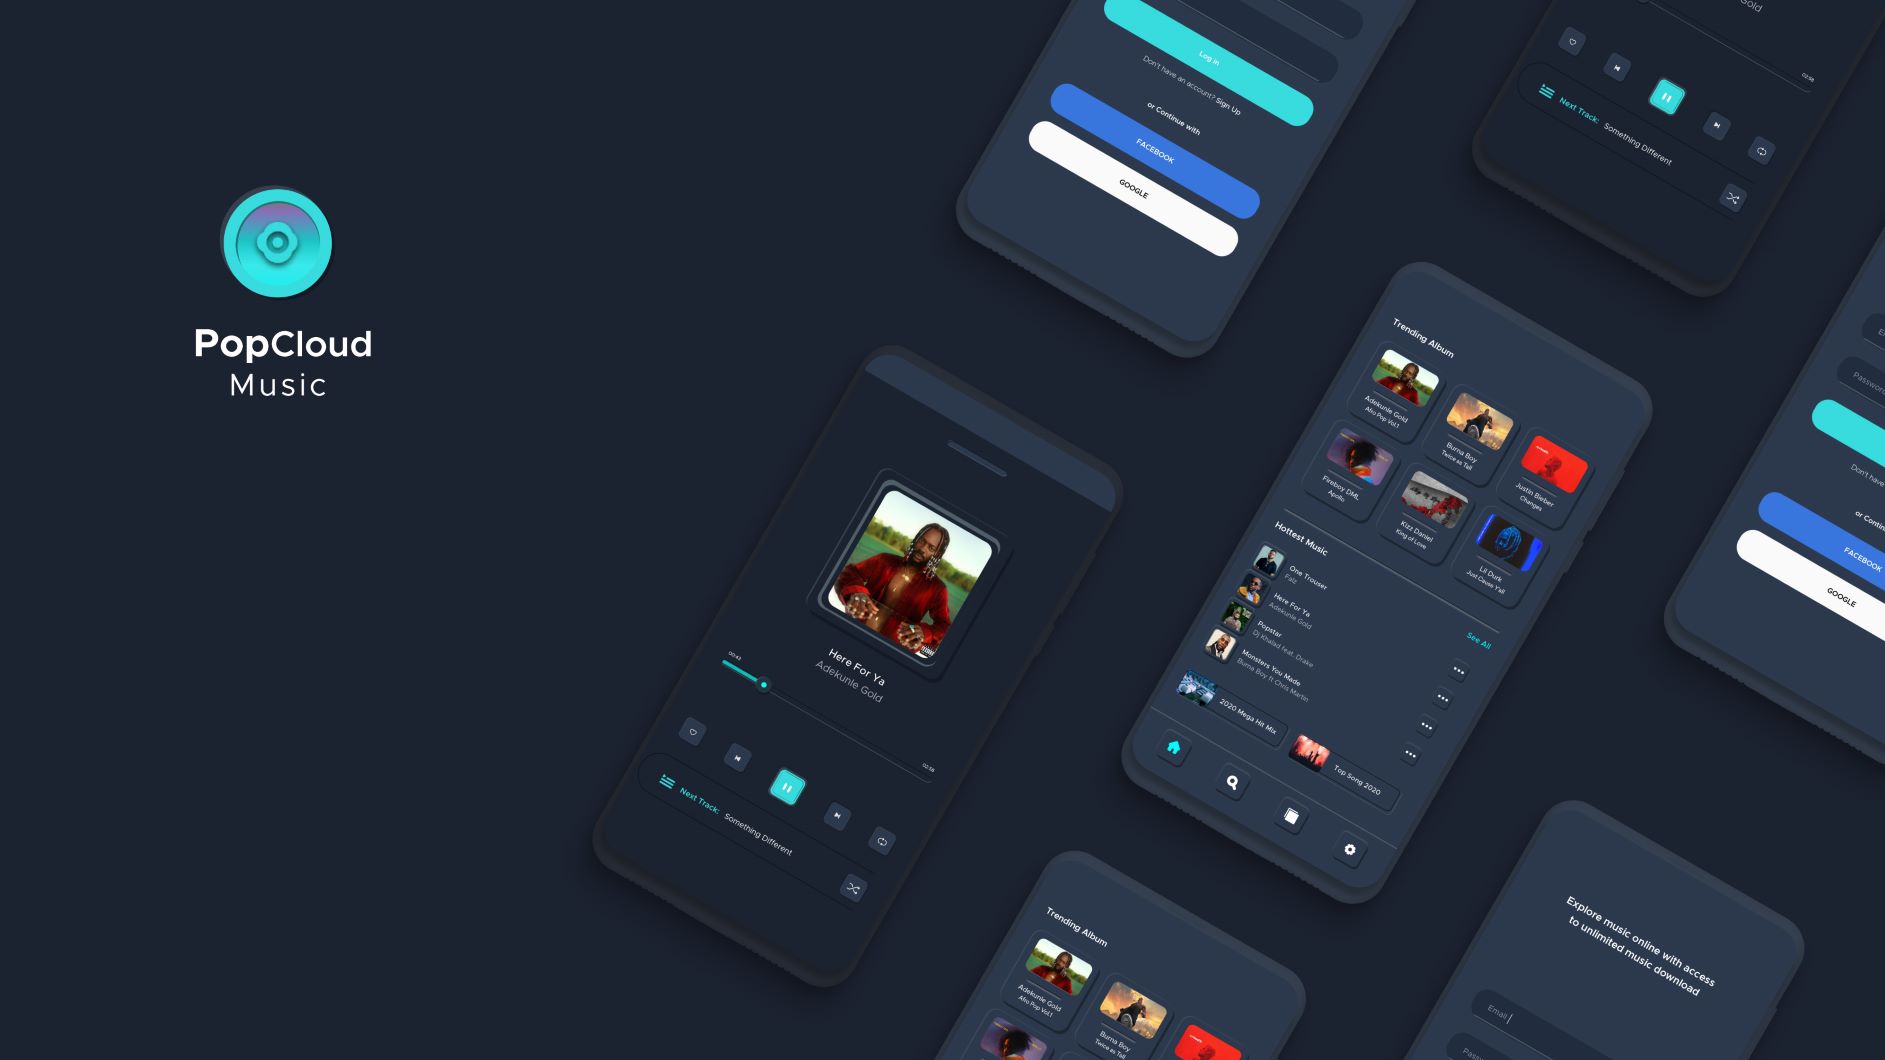 PopCloud
Music
Log in
Don't have an account? Sign Up
or Continue with
FACEBOOK
GOOGLE
Gold
02:58
Next Track: Something Different
Here For Ya
Adekunle Gold
00:43
02:58
Next Track: Something Different
Trending Album
Adekunle Gold
Afro Pop Vol.1
Burna Boy
Twice as Tall
Justin Bieber
Changes
Fireboy DML
Apollo
Kizz Daniel
King of Love
Lil Durk
Just Cause Y'all
Hottest Music
See All
One Trouser
Falz
Here For Ya
Adekunle Gold
Popstar
Dj Khalad feat. Drake
Monsters You Made
Burna Boy ft Chris Martin
2020 Mega Hit Mix
Top Song 2020
Password
Don't have
or Contin
FACEBOOK
GOOGLE
Trending Album
Adekunle Gold
Afro Pop Vol.1
Burna Boy
Twice as Tall
Explore music online with access
to unlimited music download
Email
Passw